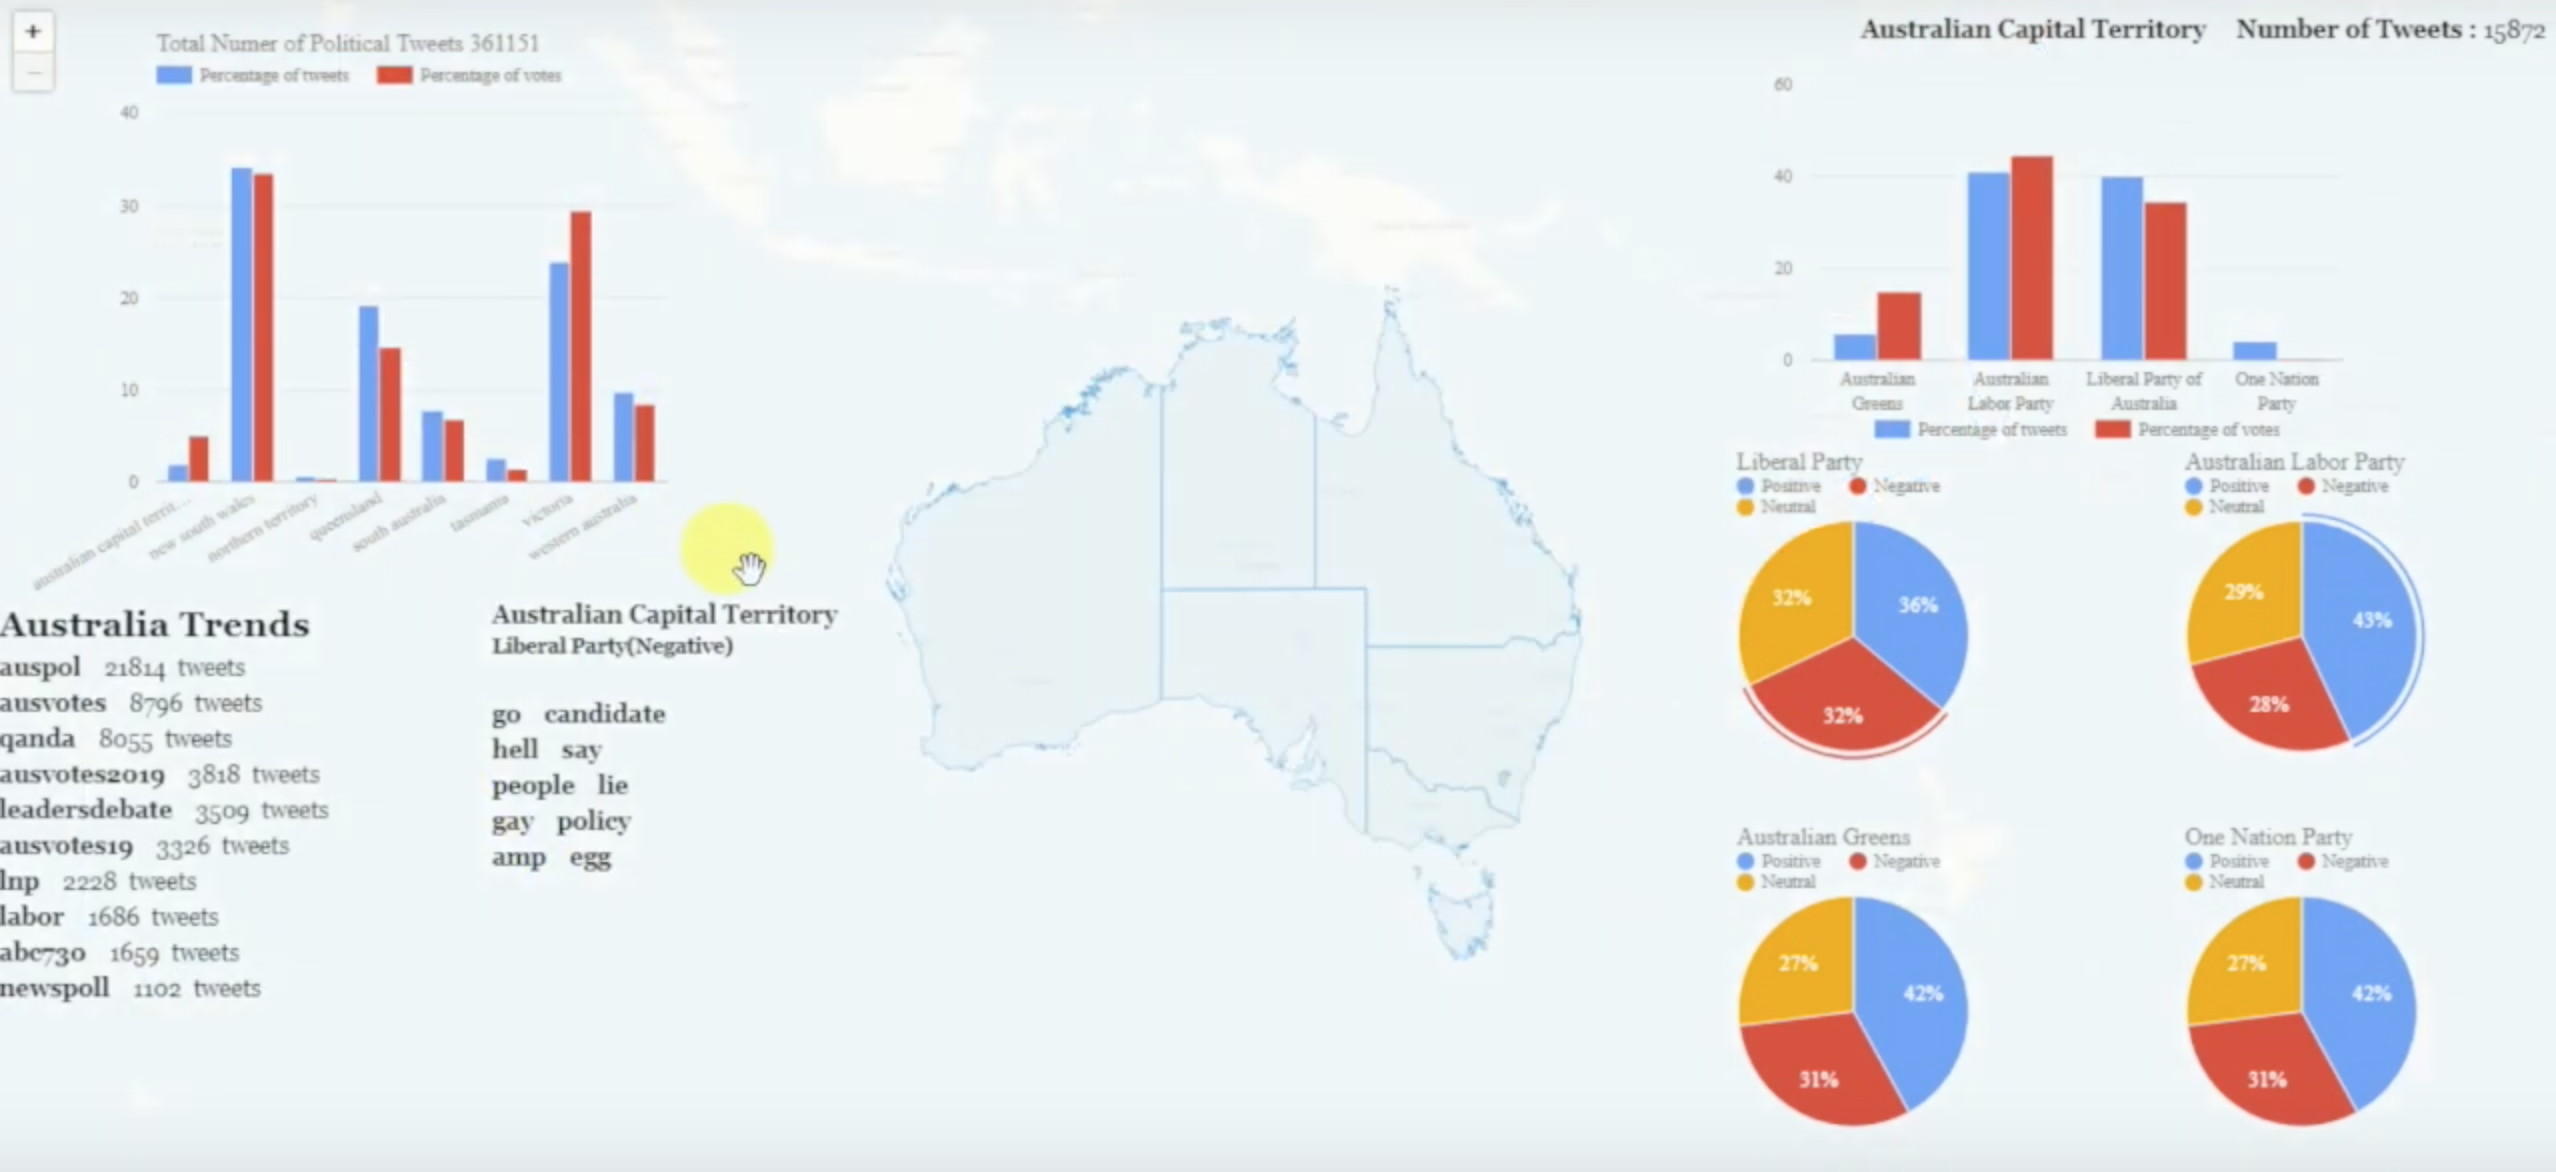 +
−
Total Numer of Political Tweets 361151
Percentage of tweets Percentage of votes
40
30
20
10
0
australian capital territ...
new south wales
northern territory
queensland
south australia
tasmania
victoria
western australia
Australia Trends
auspol 21814 tweets
ausvotes 8796 tweets
qanda 8055 tweets
ausvotes2019 3818 tweets
leadersdebate 3509 tweets
ausvotes19 3326 tweets
lnp 2228 tweets
labor 1686 tweets
abc730 1659 tweets
newspoll 1102 tweets
Australian Capital Territory
Liberal Party(Negative)
go candidate
hell say
people lie
gay policy
amp egg
Australian Capital Territory Number of Tweets : 15872
60
40
20
0
Australian Greens
Australian Labor Party
Liberal Party of Australia
One Nation Party
Percentage of tweets Percentage of votes
Liberal Party
Positive Negative
Neutral
32%
36%
32%
Australian Labor Party
Positive Negative
Neutral
29%
43%
28%
Australian Greens
Positive Negative
Neutral
27%
42%
31%
One Nation Party
Positive Negative
Neutral
27%
42%
31%